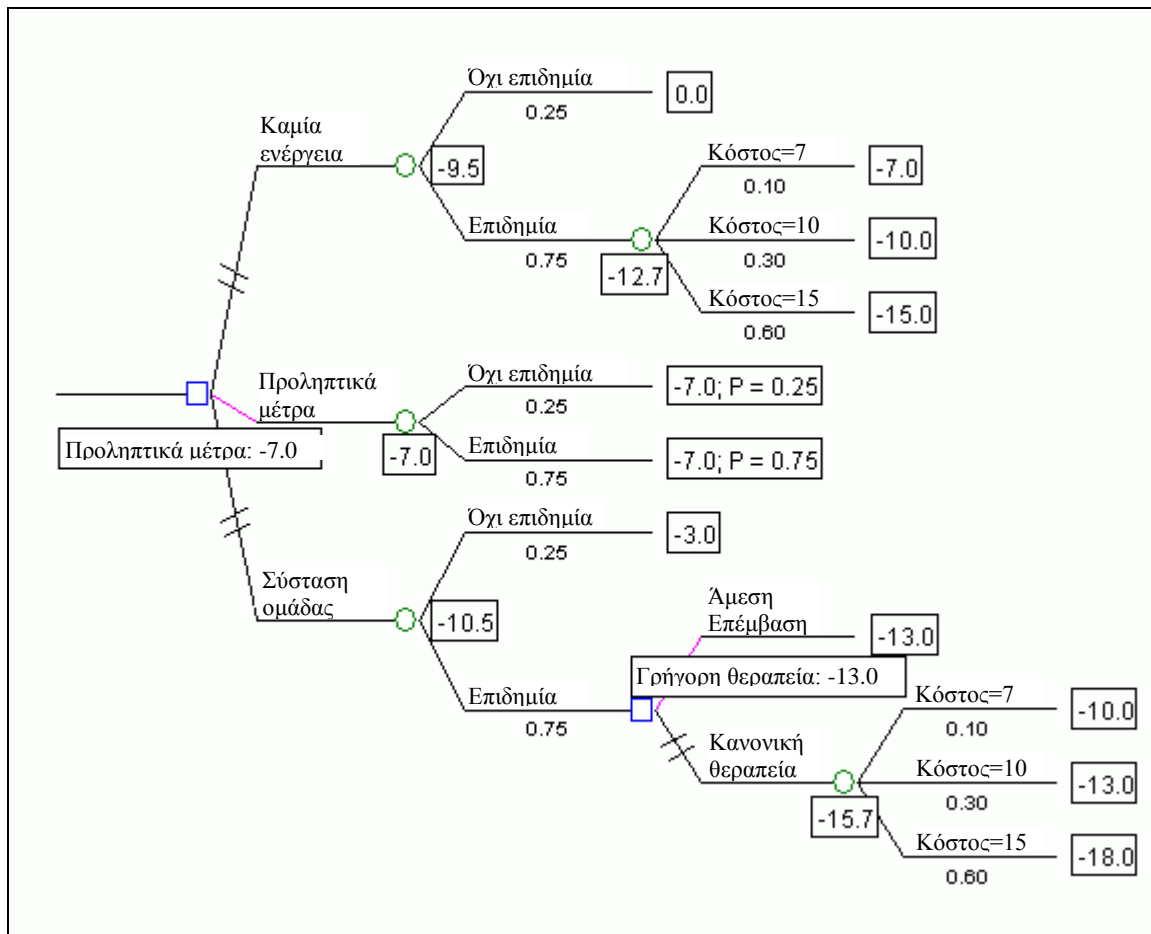 Όχι επιδημία
0.25
0.0
Καμία
ενέργεια
-9.5
Επιδημία
0.75
-12.7
Κόστος=7
0.10
-7.0
Κόστος=10
0.30
-10.0
Κόστος=15
0.60
-15.0
Προληπτικά
μέτρα
Προληπτικά μέτρα: -7.0
-7.0
Όχι επιδημία
0.25
-7.0; P = 0.25
Επιδημία
0.75
-7.0; P = 0.75
Σύσταση
ομάδας
-10.5
Όχι επιδημία
0.25
-3.0
Επιδημία
0.75
Άμεση
Επέμβαση
-13.0
Γρήγορη θεραπεία: -13.0
Κανονική
θεραπεία
-15.7
Κόστος=7
0.10
-10.0
Κόστος=10
0.30
-13.0
Κόστος=15
0.60
-18.0